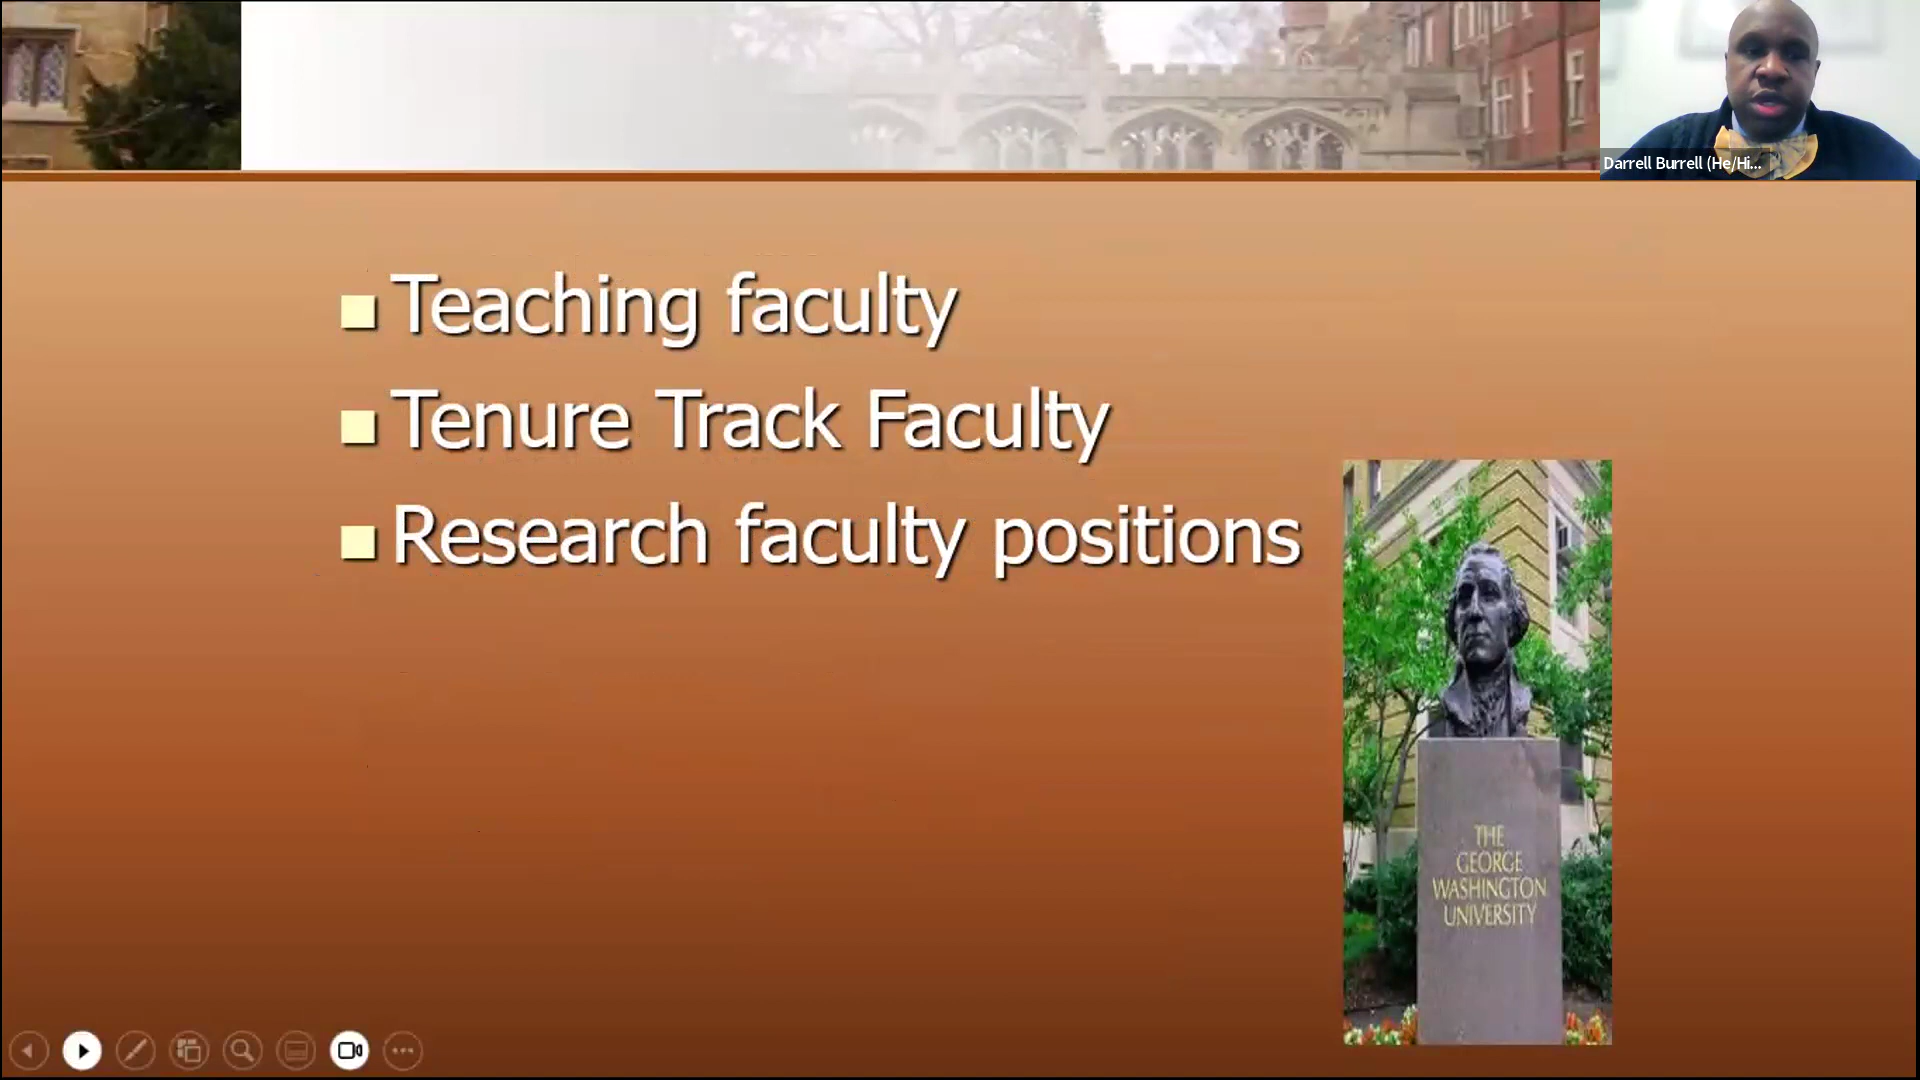 Darrell Burrell (He/Hi...
Teaching faculty
Tenure Track Faculty
Research faculty positions
THE
GEORGE
WASHINGTON
UNIVERSITY